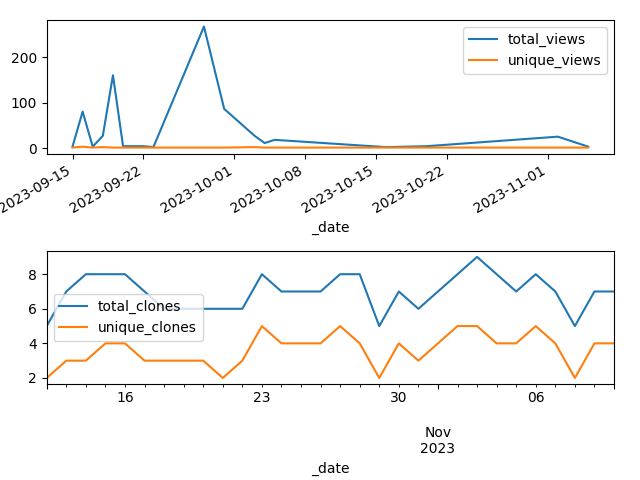 total_views
unique_views
200
100
0
2023-09-15
2023-09-22
2023-10-01
2023-10-08
2023-10-15
2023-10-22
2023-11-01
_date
8
6
4
2
total_clones
unique_clones
16
23
30
06
Nov
2023
_date